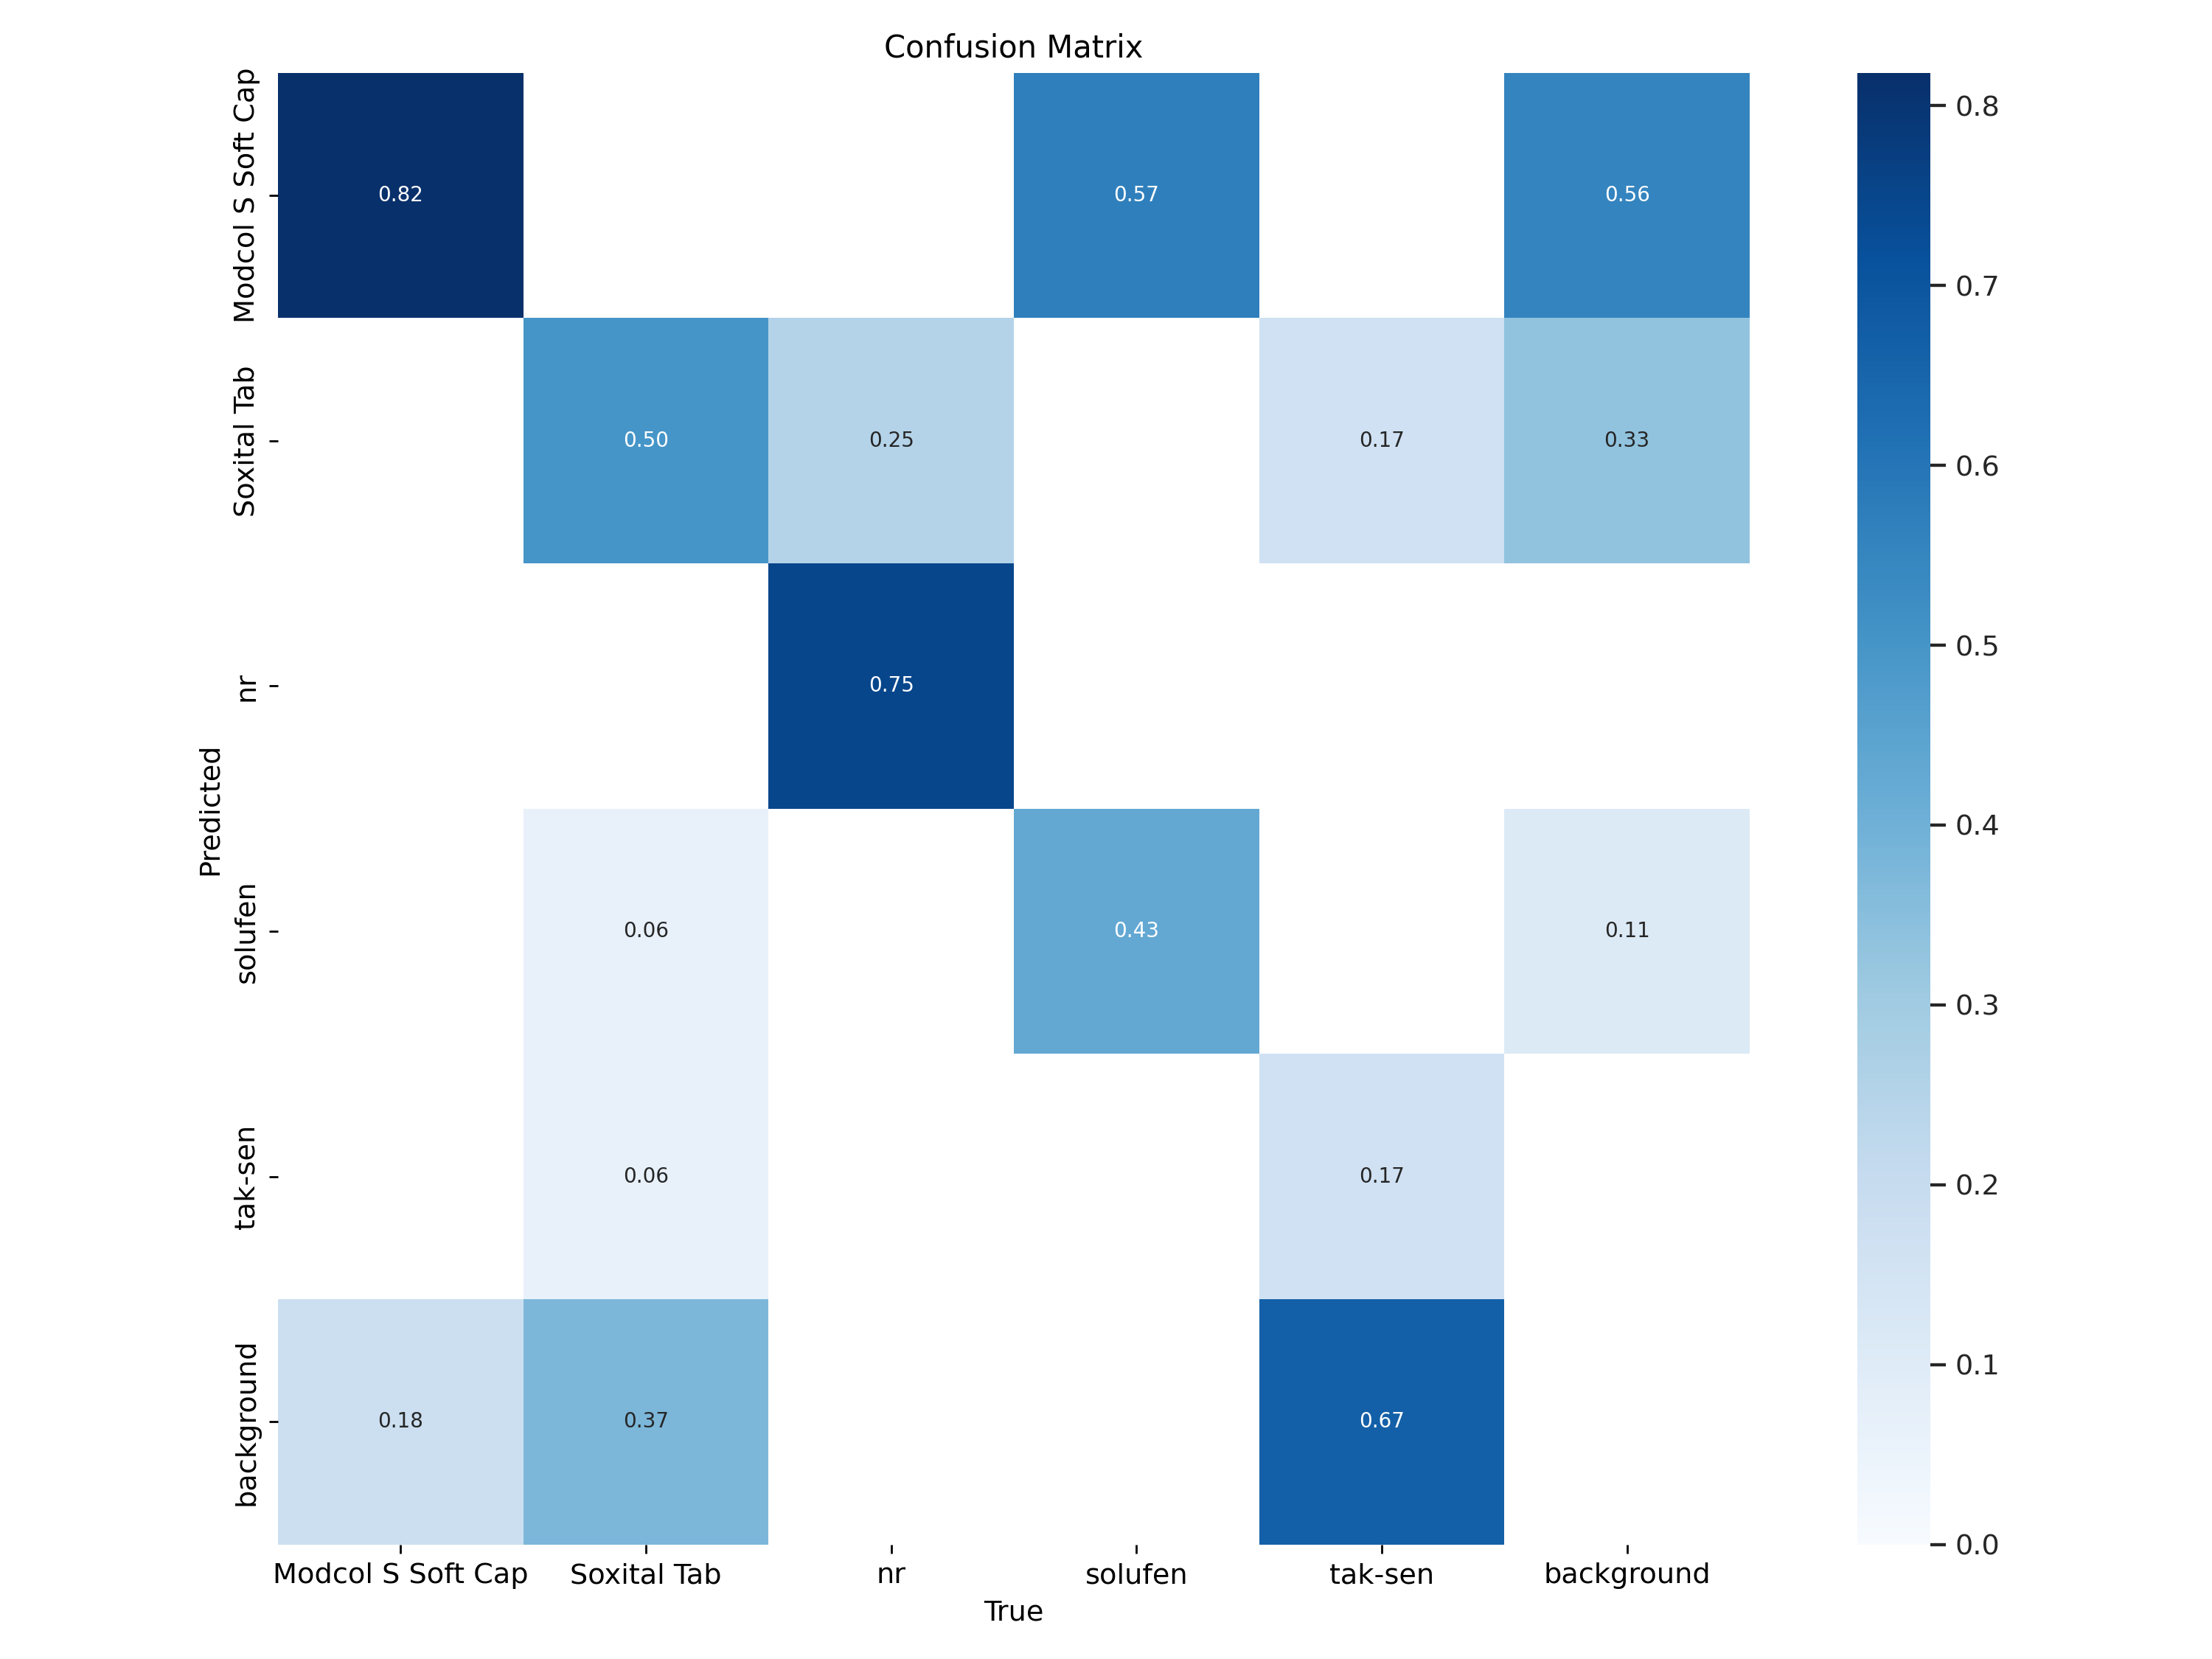 Confusion Matrix
Modcol S Soft Cap
0.82
0.57
0.56
0.8
0.7
Soxital Tab
0.50
0.25
0.17
0.33
0.6
0.5
nr
0.75
Predicted
0.4
solufen
0.06
0.43
0.11
0.3
tak-sen
0.06
0.17
0.2
background
0.18
0.37
0.67
0.1
0.0
Modcol S Soft Cap
Soxital Tab
nr
solufen
tak-sen
background
True